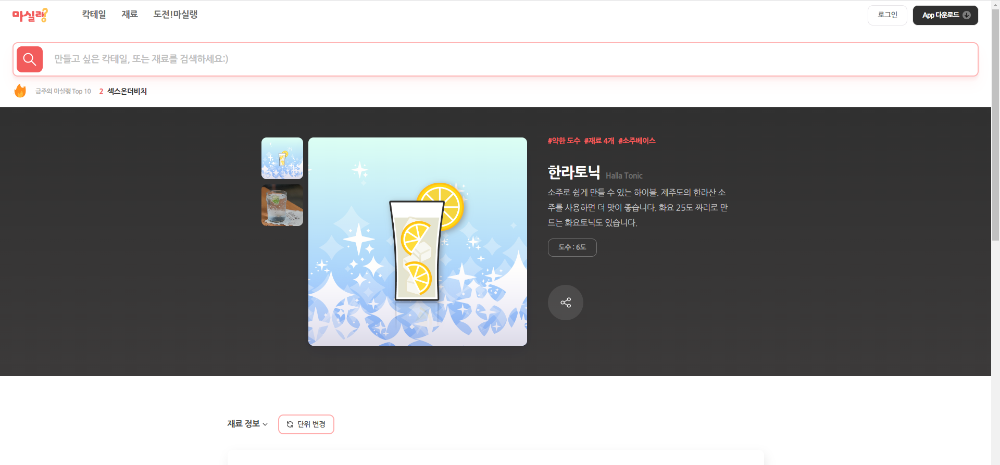 마실랭
칵테일 재료 도전!마실랭
로그인
App 다운로드
만들고 싶은 칵테일, 또는 재료를 검색하세요:)
금주의 마실랭 Top 10 2 섹스온더비치
#약한 도수 #재료 4개 #소주베이스
한라토닉 Halla Tonic
소주로 쉽게 만들 수 있는 하이볼. 제주도의 한라산 소
주를 사용하면 더 맛이 좋습니다. 화요 25도 짜리로 만
드는 화요토닉도 있습니다.
도수 : 6도
재료 정보
단위 변경